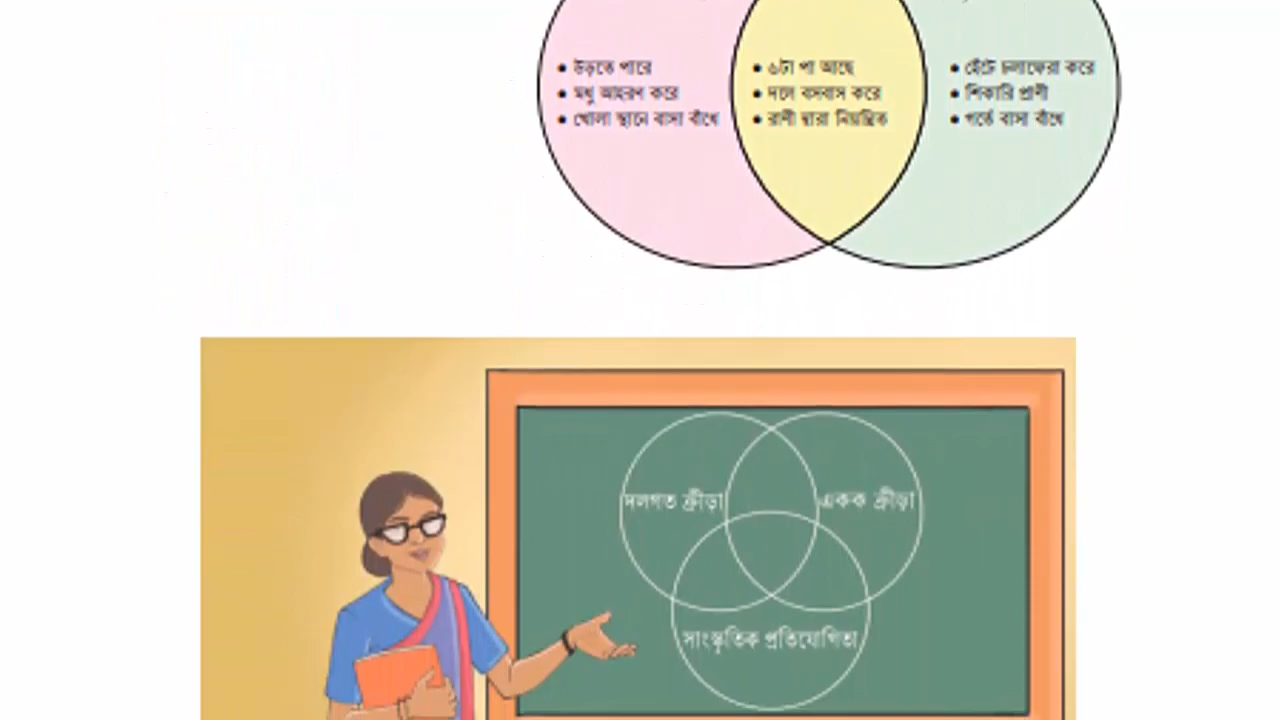 • উড়তে পারে
• মধু আহরণ করে
• খোলা স্থানে বাসা বাঁধে
• ৬টা পা আছে
• দলে বসবাস করে
• রাণী দ্বারা নিয়ন্ত্রিত
• হেঁটে চলাফেরা করে
• শিকারি প্রাণী
• গর্তে বাসা বাঁধে
দলগত ক্রীড়া
একক ক্রীড়া
সাংস্কৃতিক প্রতিযোগিতা